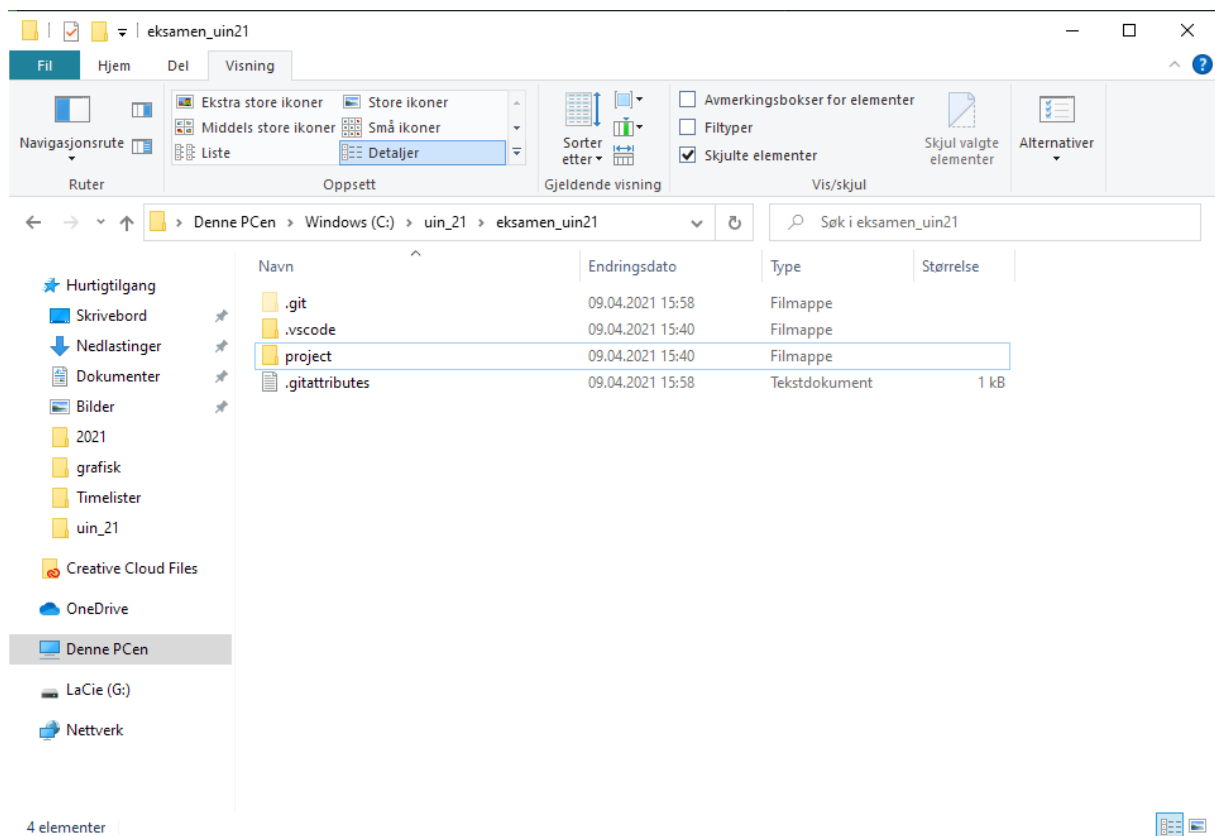 eksamen_uin21
Fil Hjem Del Visning
Navigasjonsrute
Ruter
Ekstra store ikoner Store ikoner
Middels store ikoner Små ikoner
Liste Detaljer
Oppsett
Sorter
etter
Gjeldende visning
Avmerkingsbokser for elementer
Filtyper
Skjulte elementer
Skjul valgte
elementer
Vis/skjul
Alternativer
Denne PCen > Windows (C:) > uin_21 > eksamen_uin21
Søk i eksamen_uin21
Hurtigtilgang
Skrivebord
Nedlastinger
Dokumenter
Bilder
2021
grafisk
Timelister
uin_21
Creative Cloud Files
OneDrive
Denne PCen
LaCie (G:)
Nettverk
Navn Endringsdato Type Størrelse
.git 09.04.2021 15:58 Filmappe
.vscode 09.04.2021 15:40 Filmappe
project 09.04.2021 15:40 Filmappe
.gitattributes 09.04.2021 15:58 Tekstdokument 1 kB
4 elementer